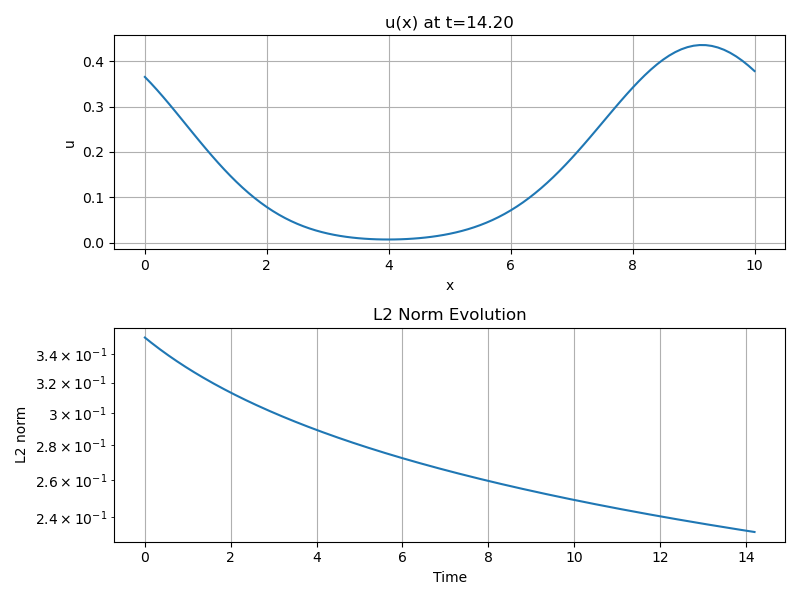 u(x) at t=14.20
u
0.4
0.3
0.2
0.1
0.0
0 2 4 6 8 10
x
L2 Norm Evolution
L2 norm
3.4 × 10⁻¹
3.2 × 10⁻¹
3 × 10⁻¹
2.8 × 10⁻¹
2.6 × 10⁻¹
2.4 × 10⁻¹
0 2 4 6 8 10 12 14
Time